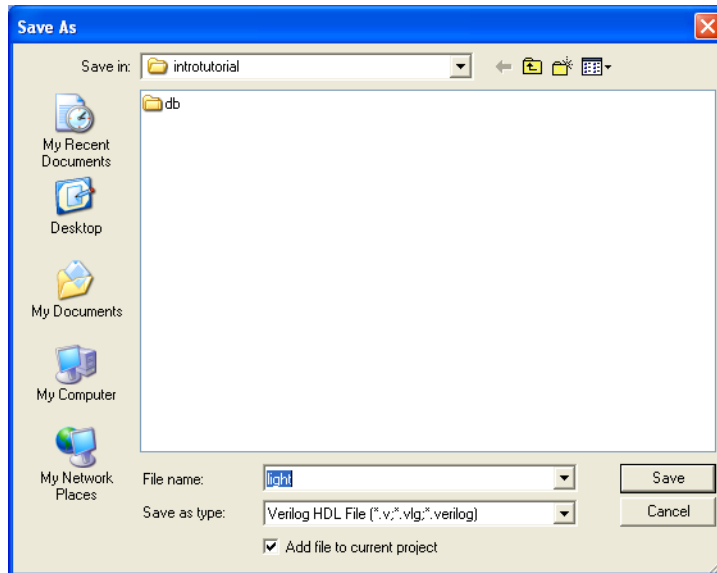 Save As
Save in:
introtutorial
db
My Recent
Documents
Desktop
My Documents
My Computer
My Network
Places
File name:
light
Save
Save as type:
Verilog HDL File (*.v;*.vlg;*.verilog)
Cancel
Add file to current project